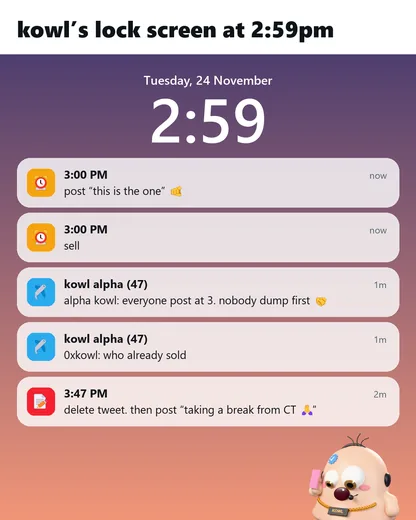 kowl’s lock screen at 2:59pm
Tuesday, 24 November
2:59
3:00 PM
now
post “this is the one” 🤙
3:00 PM
now
sell
kowl alpha (47)
1m
alpha kowl: everyone post at 3. nobody dump first 🤝
kowl alpha (47)
1m
0xkowl: who already sold
3:47 PM
2m
delete tweet. then post “taking a break from CT 🙏”
KOWL